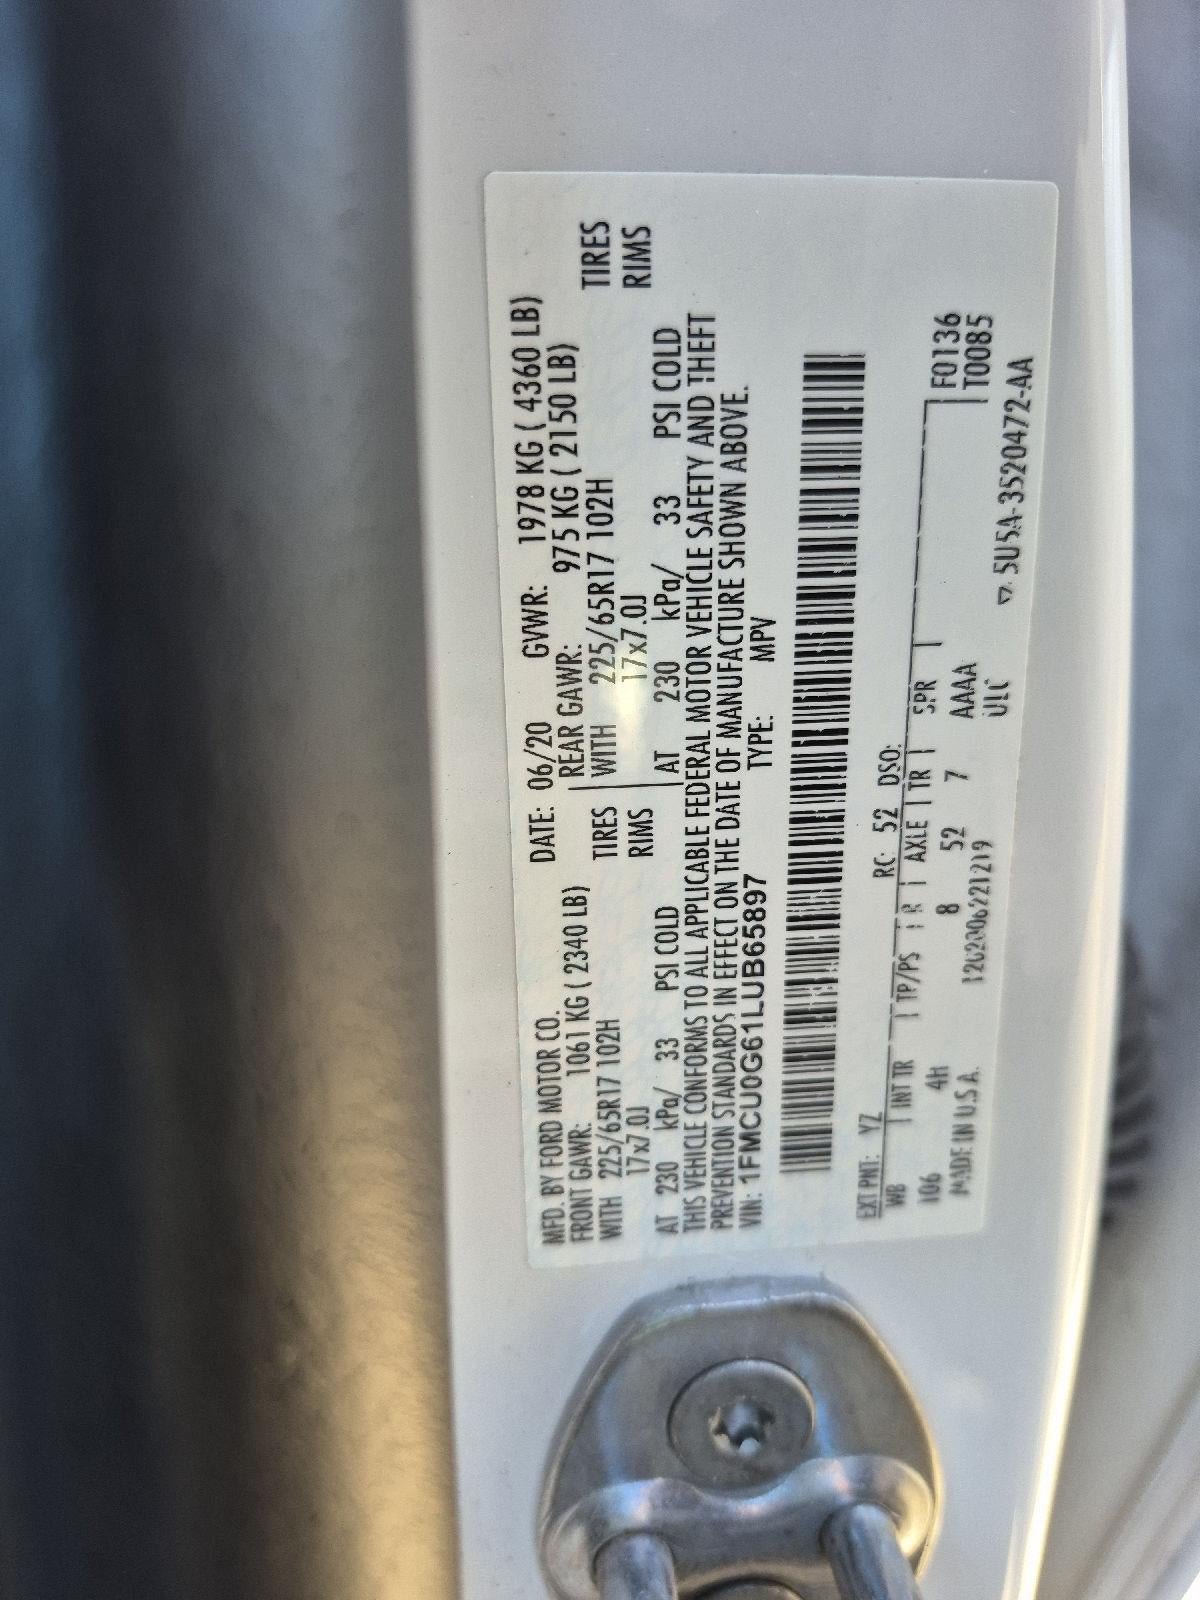 MFD. BY FORD MOTOR CO. DATE: 06/20 GVWR: 1978 KG ( 4360 LB)
FRONT GAWR: 1061 KG ( 2340 LB) REAR GAWR: 975 KG ( 2150 LB)
WITH 225/65R17 102H TIRES WITH 225/65R17 102H TIRES
17x7.0J RIMS 17x7.0J RIMS
AT 230 kPa/ 33 PSI COLD AT 230 kPa/ 33 PSI COLD
THIS VEHICLE CONFORMS TO ALL APPLICABLE FEDERAL MOTOR VEHICLE SAFETY AND THEFT
PREVENTION STANDARDS IN EFFECT ON THE DATE OF MANUFACTURE SHOWN ABOVE.
VIN: 1FMCU0G61LUB65897 TYPE: MPV
EXT PNT: YZ RC: 52 DSO:
WB INT TR TP/PS R AXLE TR SPR F0136
106 4H 8 52 7 AAAA T0085
MADE IN U.S.A. UIC
5U5A-3520472-AA